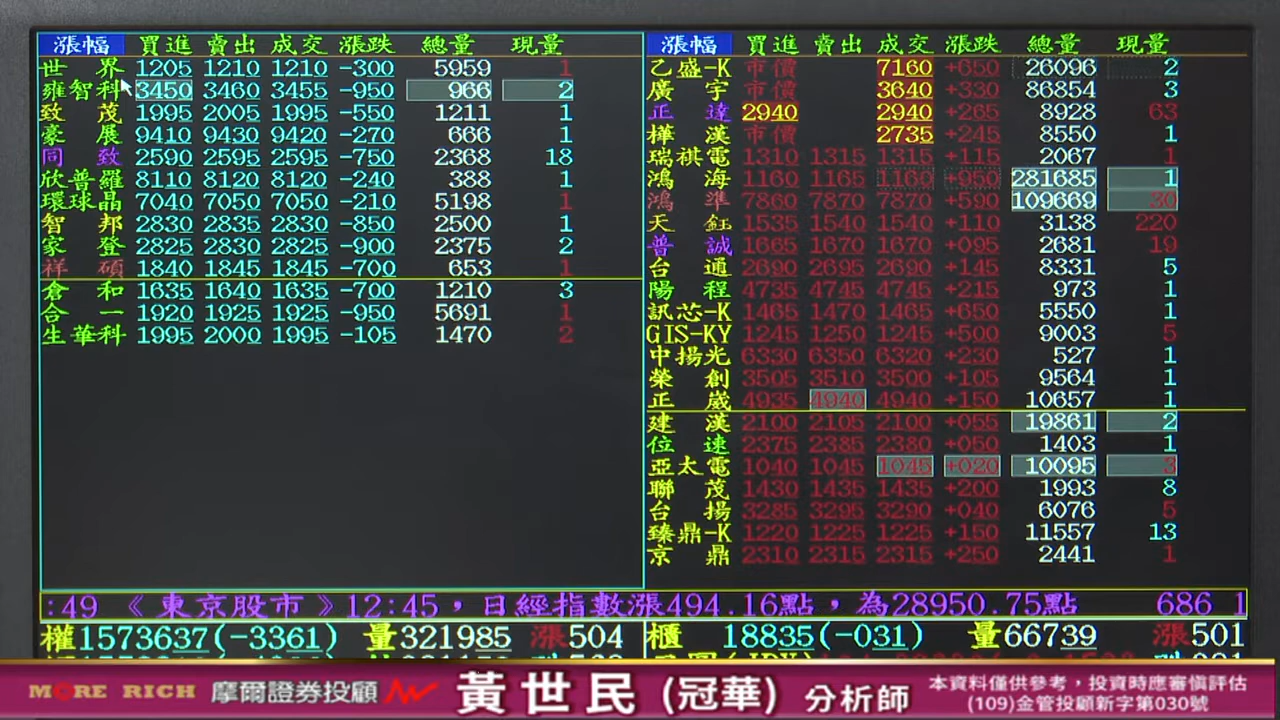 漲幅 買進 賣出 成交 漲跌 總量 現量
世界 1205 1210 1210 -300 5959 1
雍智科 3450 3460 3455 -950 966 2
致茂 1995 2005 1995 -550 1211 1
豪展 9410 9430 9420 -270 666 1
同致 2590 2595 2595 -750 2368 18
欣普羅 8110 8120 8120 -240 388 1
環球晶 7040 7050 7050 -210 5198 1
智邦 2830 2835 2830 -850 2500 1
家登 2825 2830 2825 -900 2375 2
祥碩 1840 1845 1845 -700 653 1
倉和 1635 1640 1635 -700 1210 3
合一 1920 1925 1925 -950 5691 1
生華科 1995 2000 1995 -105 1470 2
漲幅 買進 賣出 成交 漲跌 總量 現量
乙盛-K 市價 7160 +650 26096 2
廣宇 市價 3640 +330 86854 3
正達 2940 2940 +265 8928 63
樺漢 市價 2735 +245 8550 1
瑞祺電 1310 1315 1315 +115 2067 1
鴻海 1160 1165 1160 +950 281685 1
鴻準 7860 7870 7870 +590 109669 30
天鈺 1535 1540 1540 +110 3138 220
普誠 1665 1670 1670 +095 2681 19
台通 2690 2695 2690 +145 8331 5
陽程 4735 4745 4745 +215 973 1
訊芯-K 1465 1470 1465 +650 5550 1
GIS-KY 1245 1250 1245 +500 9003 5
中揚光 6330 6350 6320 +230 527 1
榮創 3505 3510 3500 +105 9564 1
正崴 4935 4940 4940 +150 10657 1
建漢 2100 2105 2100 +055 19861 2
位速 2375 2385 2380 +050 1403 1
亞太電 1040 1045 1045 +020 10095 3
聯茂 1430 1435 1435 +200 1993 8
台揚 3285 3295 3290 +040 6076 5
臻鼎-K 1220 1225 1225 +150 11557 13
京鼎 2310 2315 2315 +250 2441 1
:49 《東京股市》12:45，日經指數漲494.16點，為28950.75點 686 1
權1573637(-3361) 量321985 漲504 櫃 18835(-031) 量66739 漲501
MORE RICH 摩爾證券投顧 黃世民 (冠華) 分析師
本資料僅供參考，投資時應審慎評估
(109)金管投顧新字第030號